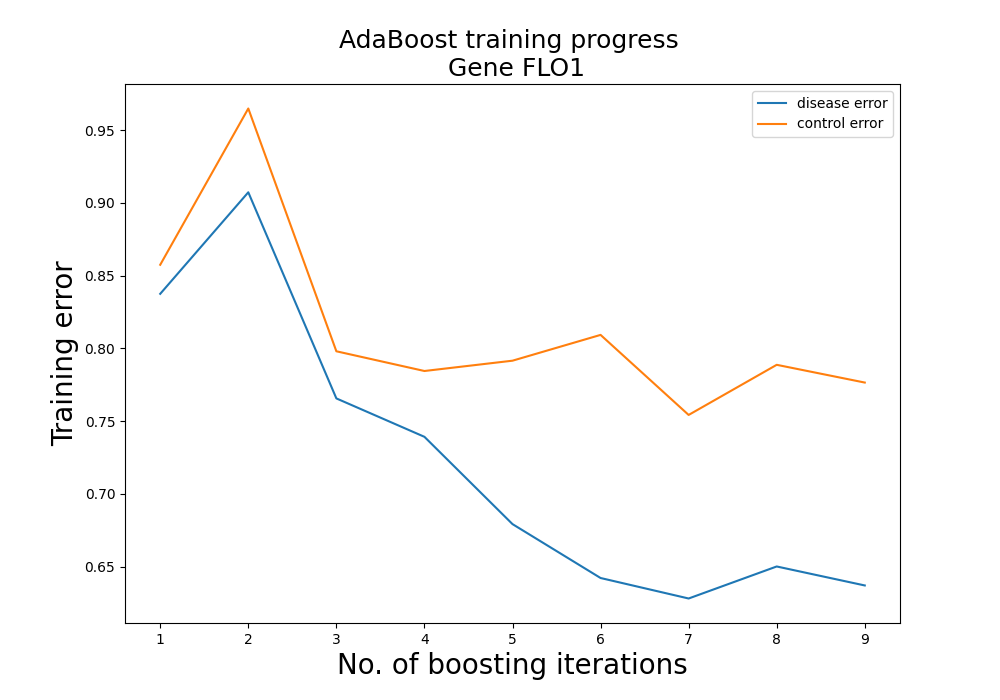 AdaBoost training progress
Gene FLO1
disease error
control error
Training error
0.95
0.90
0.85
0.80
0.75
0.70
0.65
1 2 3 4 5 6 7 8 9
No. of boosting iterations